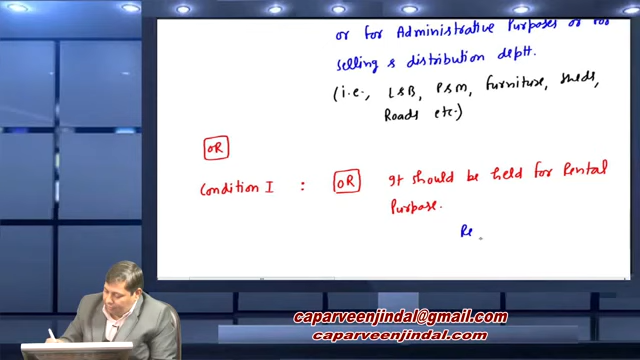 or for Administrative Purposes or for
selling & distribution deptt.
(i.e., L&B, P&M, Furniture, sheds,
Roads etc.)
OR
Condition I : OR It should be held for Rental
Purpose.
Re
caparveenjindal@gmail.com
caparveenjindal.com